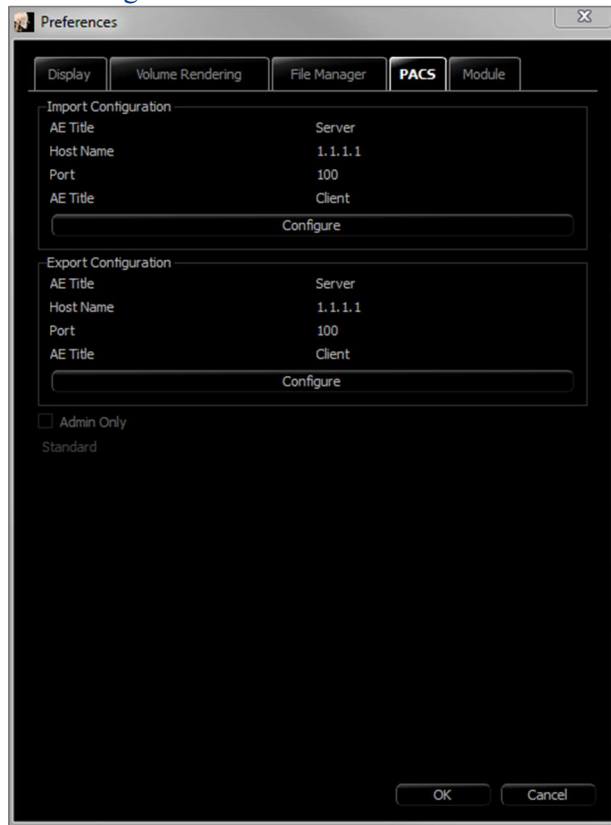 Preferences
Display Volume Rendering File Manager PACS Module
Import Configuration
AE Title Server
Host Name 1.1.1.1
Port 100
AE Title Client
Configure
Export Configuration
AE Title Server
Host Name 1.1.1.1
Port 100
AE Title Client
Configure
Admin Only
Standard
OK Cancel